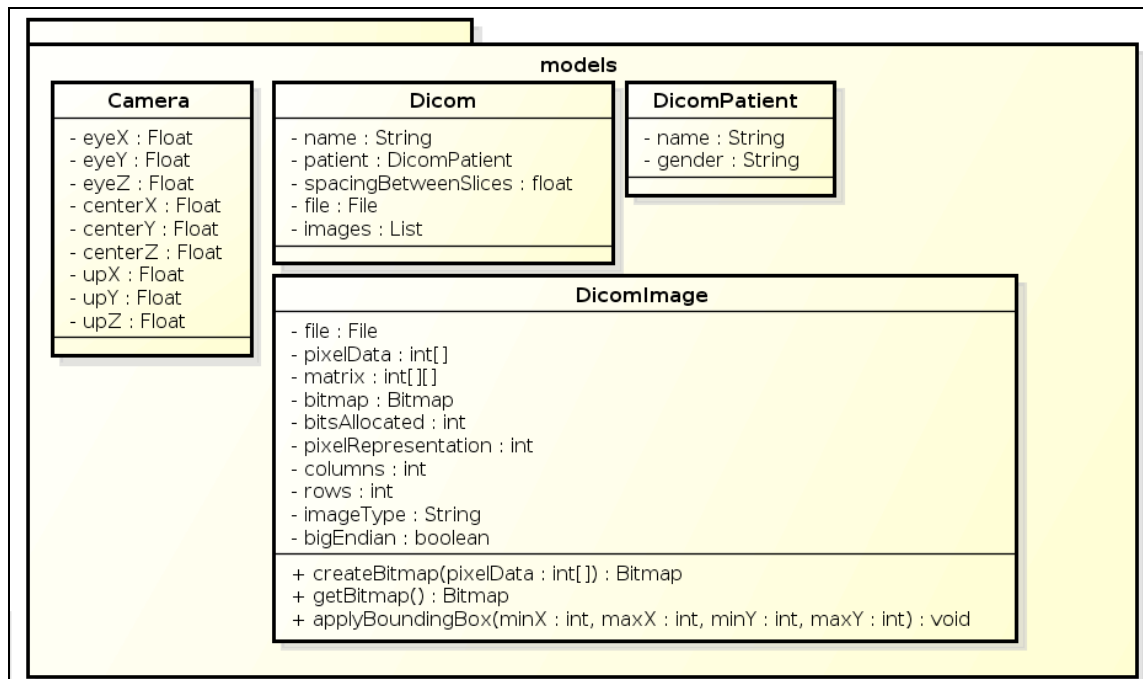 models
Camera
- eyeX : Float
- eyeY : Float
- eyeZ : Float
- centerX : Float
- centerY : Float
- centerZ : Float
- upX : Float
- upY : Float
- upZ : Float
Dicom
- name : String
- patient : DicomPatient
- spacingBetweenSlices : float
- file : File
- images : List
DicomPatient
- name : String
- gender : String
DicomImage
- file : File
- pixelData : int[]
- matrix : int[][]
- bitmap : Bitmap
- bitsAllocated : int
- pixelRepresentation : int
- columns : int
- rows : int
- imageType : String
- bigEndian : boolean
+ createBitmap(pixelData : int[]) : Bitmap
+ getBitmap() : Bitmap
+ applyBoundingBox(minX : int, maxX : int, minY : int, maxY : int) : void